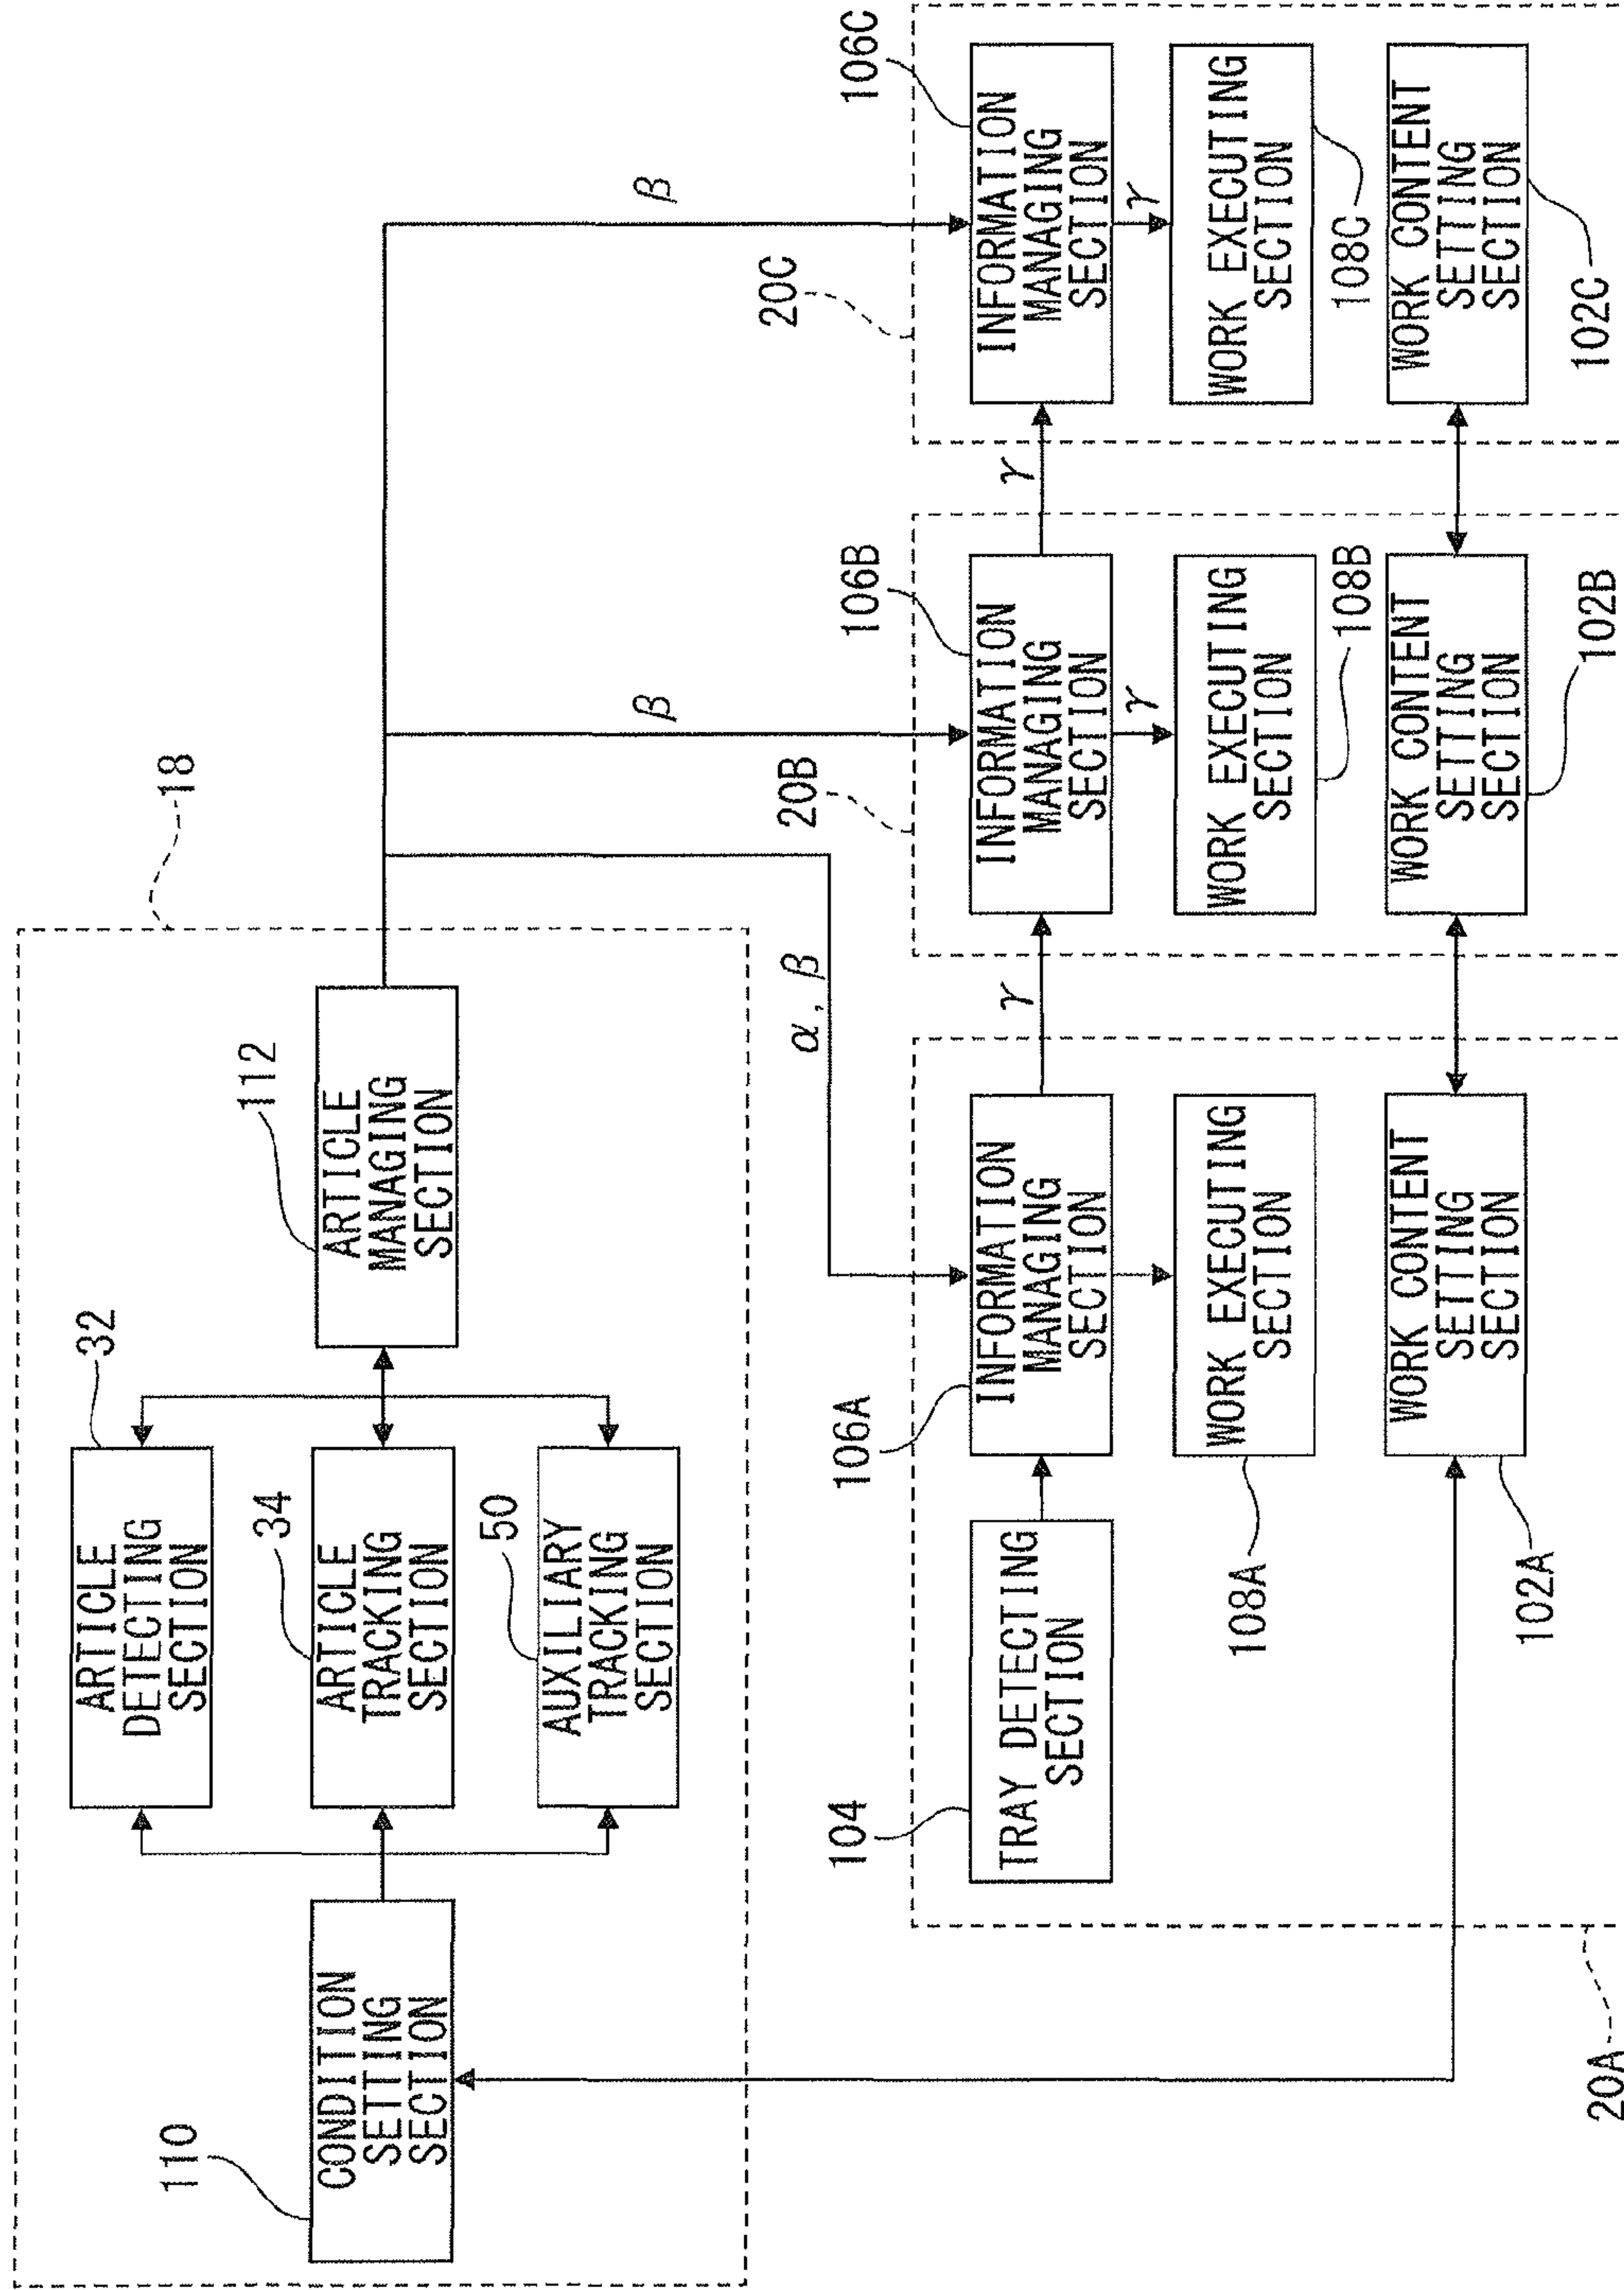 18
110
CONDITION
SETTING
SECTION
32
ARTICLE
DETECTING
SECTION
34
ARTICLE
TRACKING
SECTION
50
AUXILIARY
TRACKING
SECTION
112
ARTICLE
MANAGING
SECTION
α, β
β
β
20A
104
TRAY DETECTING
SECTION
106A
INFORMATION
MANAGING
SECTION
108A
WORK EXECUTING
SECTION
102A
WORK CONTENT
SETTING
SECTION
γ
20B
106B
INFORMATION
MANAGING
SECTION
γ
WORK EXECUTING
SECTION
108B
WORK CONTENT
SETTING
SECTION
102B
γ
20C
106C
INFORMATION
MANAGING
SECTION
γ
WORK EXECUTING
SECTION
108C
WORK CONTENT
SETTING
SECTION
102C